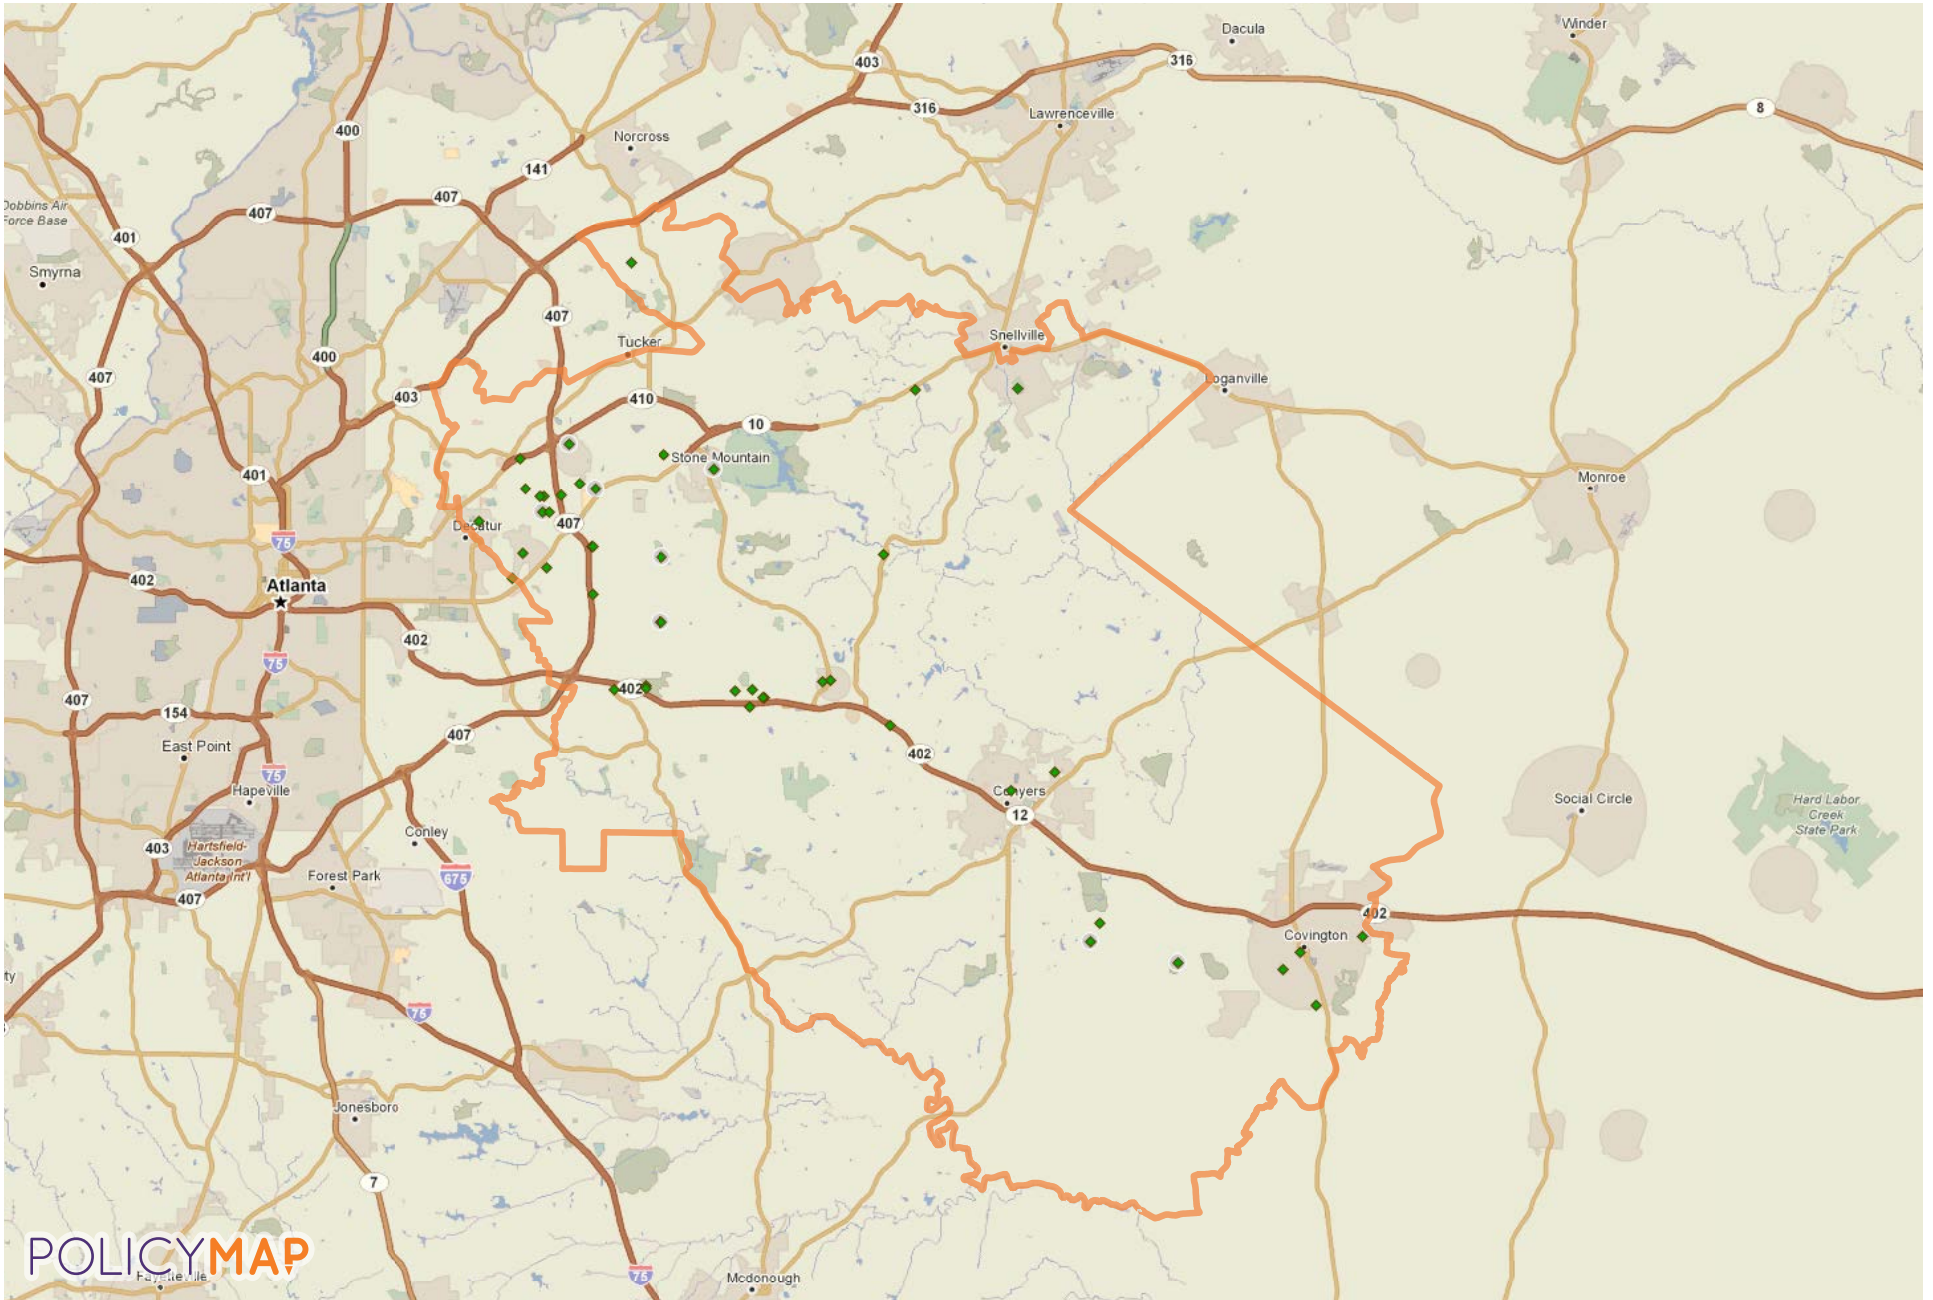 Dacula
Winder
403
316
316
8
Lawrenceville
400
Norcross
141
407
407
Dobbins Air
Force Base
401
Smyrna
407
400
Tucker
Snellville
407
403
410
Loganville
10
Stone Mountain
401
Monroe
407
Decatur
75
402
Atlanta
402
75
402
407
154
407
East Point
402
75
Hapeville
Conyers
12
Social Circle
Hard Labor
Creek
State Park
Conley
403
Hartsfield-
Jackson
Atlanta Int'l
Forest Park
675
407
402
Covington
ty
75
Jonesboro
7
POLICYMAP
Fayetteville
75
Mcdonough